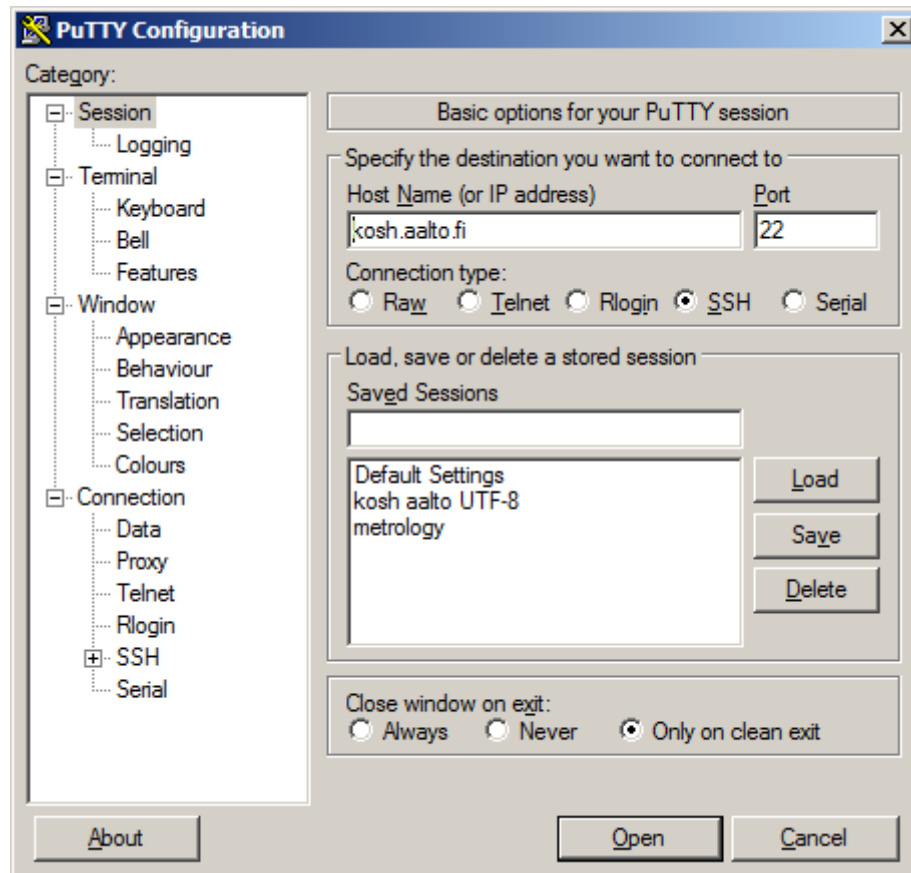 PuTTY Configuration
Category:
Session
Logging
Terminal
Keyboard
Bell
Features
Window
Appearance
Behaviour
Translation
Selection
Colours
Connection
Data
Proxy
Telnet
Rlogin
SSH
Serial
Basic options for your PuTTY session
Specify the destination you want to connect to
Host Name (or IP address) Port
kosh.aalto.fi 22
Connection type:
Raw Telnet Rlogin SSH Serial
Load, save or delete a stored session
Saved Sessions
Default Settings
kosh aalto UTF-8
metrology
Load
Save
Delete
Close window on exit:
Always Never Only on clean exit
About Open Cancel